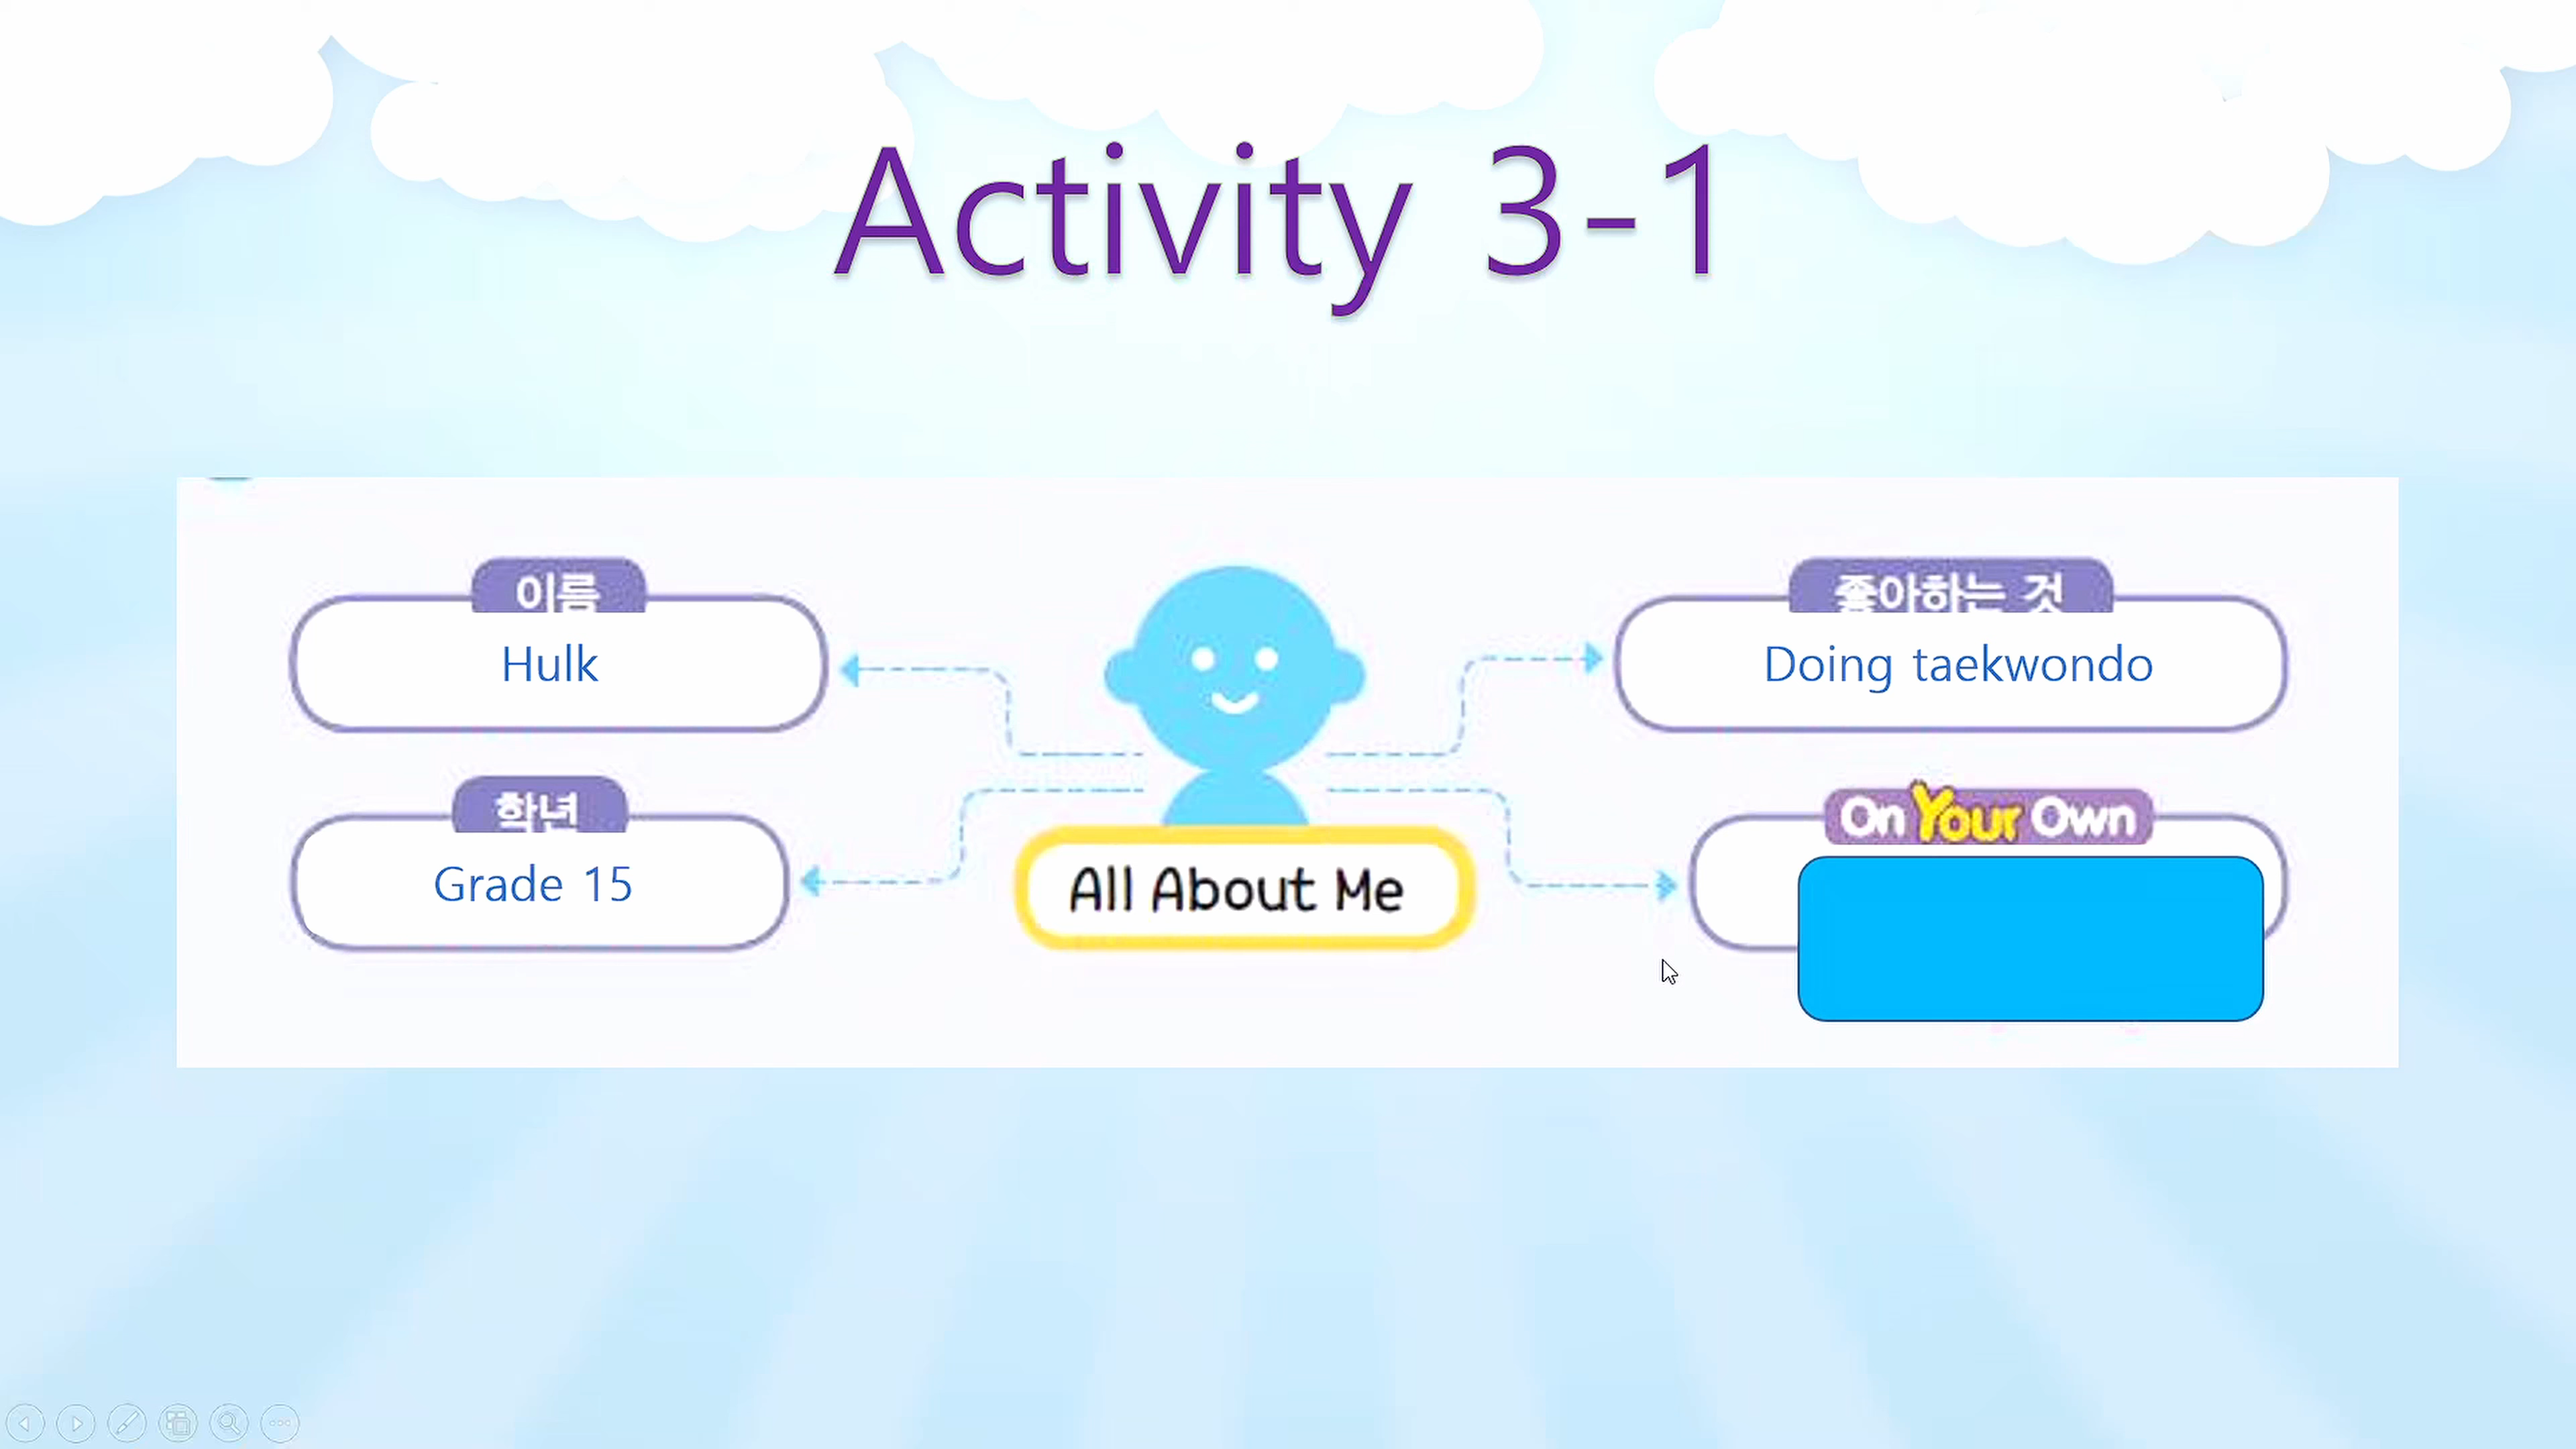 Activity 3-1
이름
Hulk
좋아하는 것
Doing taekwondo
학년
Grade 15
All About Me
On Your Own